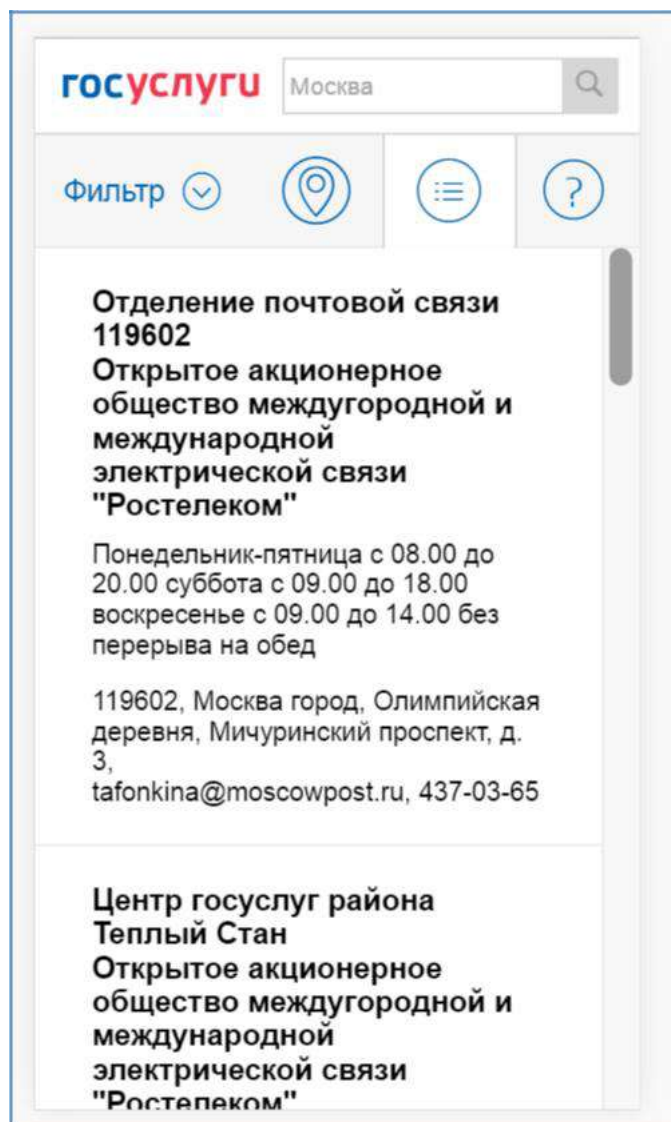 госуслуги Москва
Фильтр ?
Отделение почтовой связи
119602
Открытое акционерное
общество междугородной и
международной
электрической связи
"Ростелеком"
Понедельник-пятница с 08.00 до
20.00 суббота с 09.00 до 18.00
воскресенье с 09.00 до 14.00 без
перерыва на обед
119602, Москва город, Олимпийская
деревня, Мичуринский проспект, д.
3,
tafonkina@moscowpost.ru, 437-03-65
Центр госуслуг района
Теплый Стан
Открытое акционерное
общество междугородной и
международной
электрической связи
"Ростелеком"